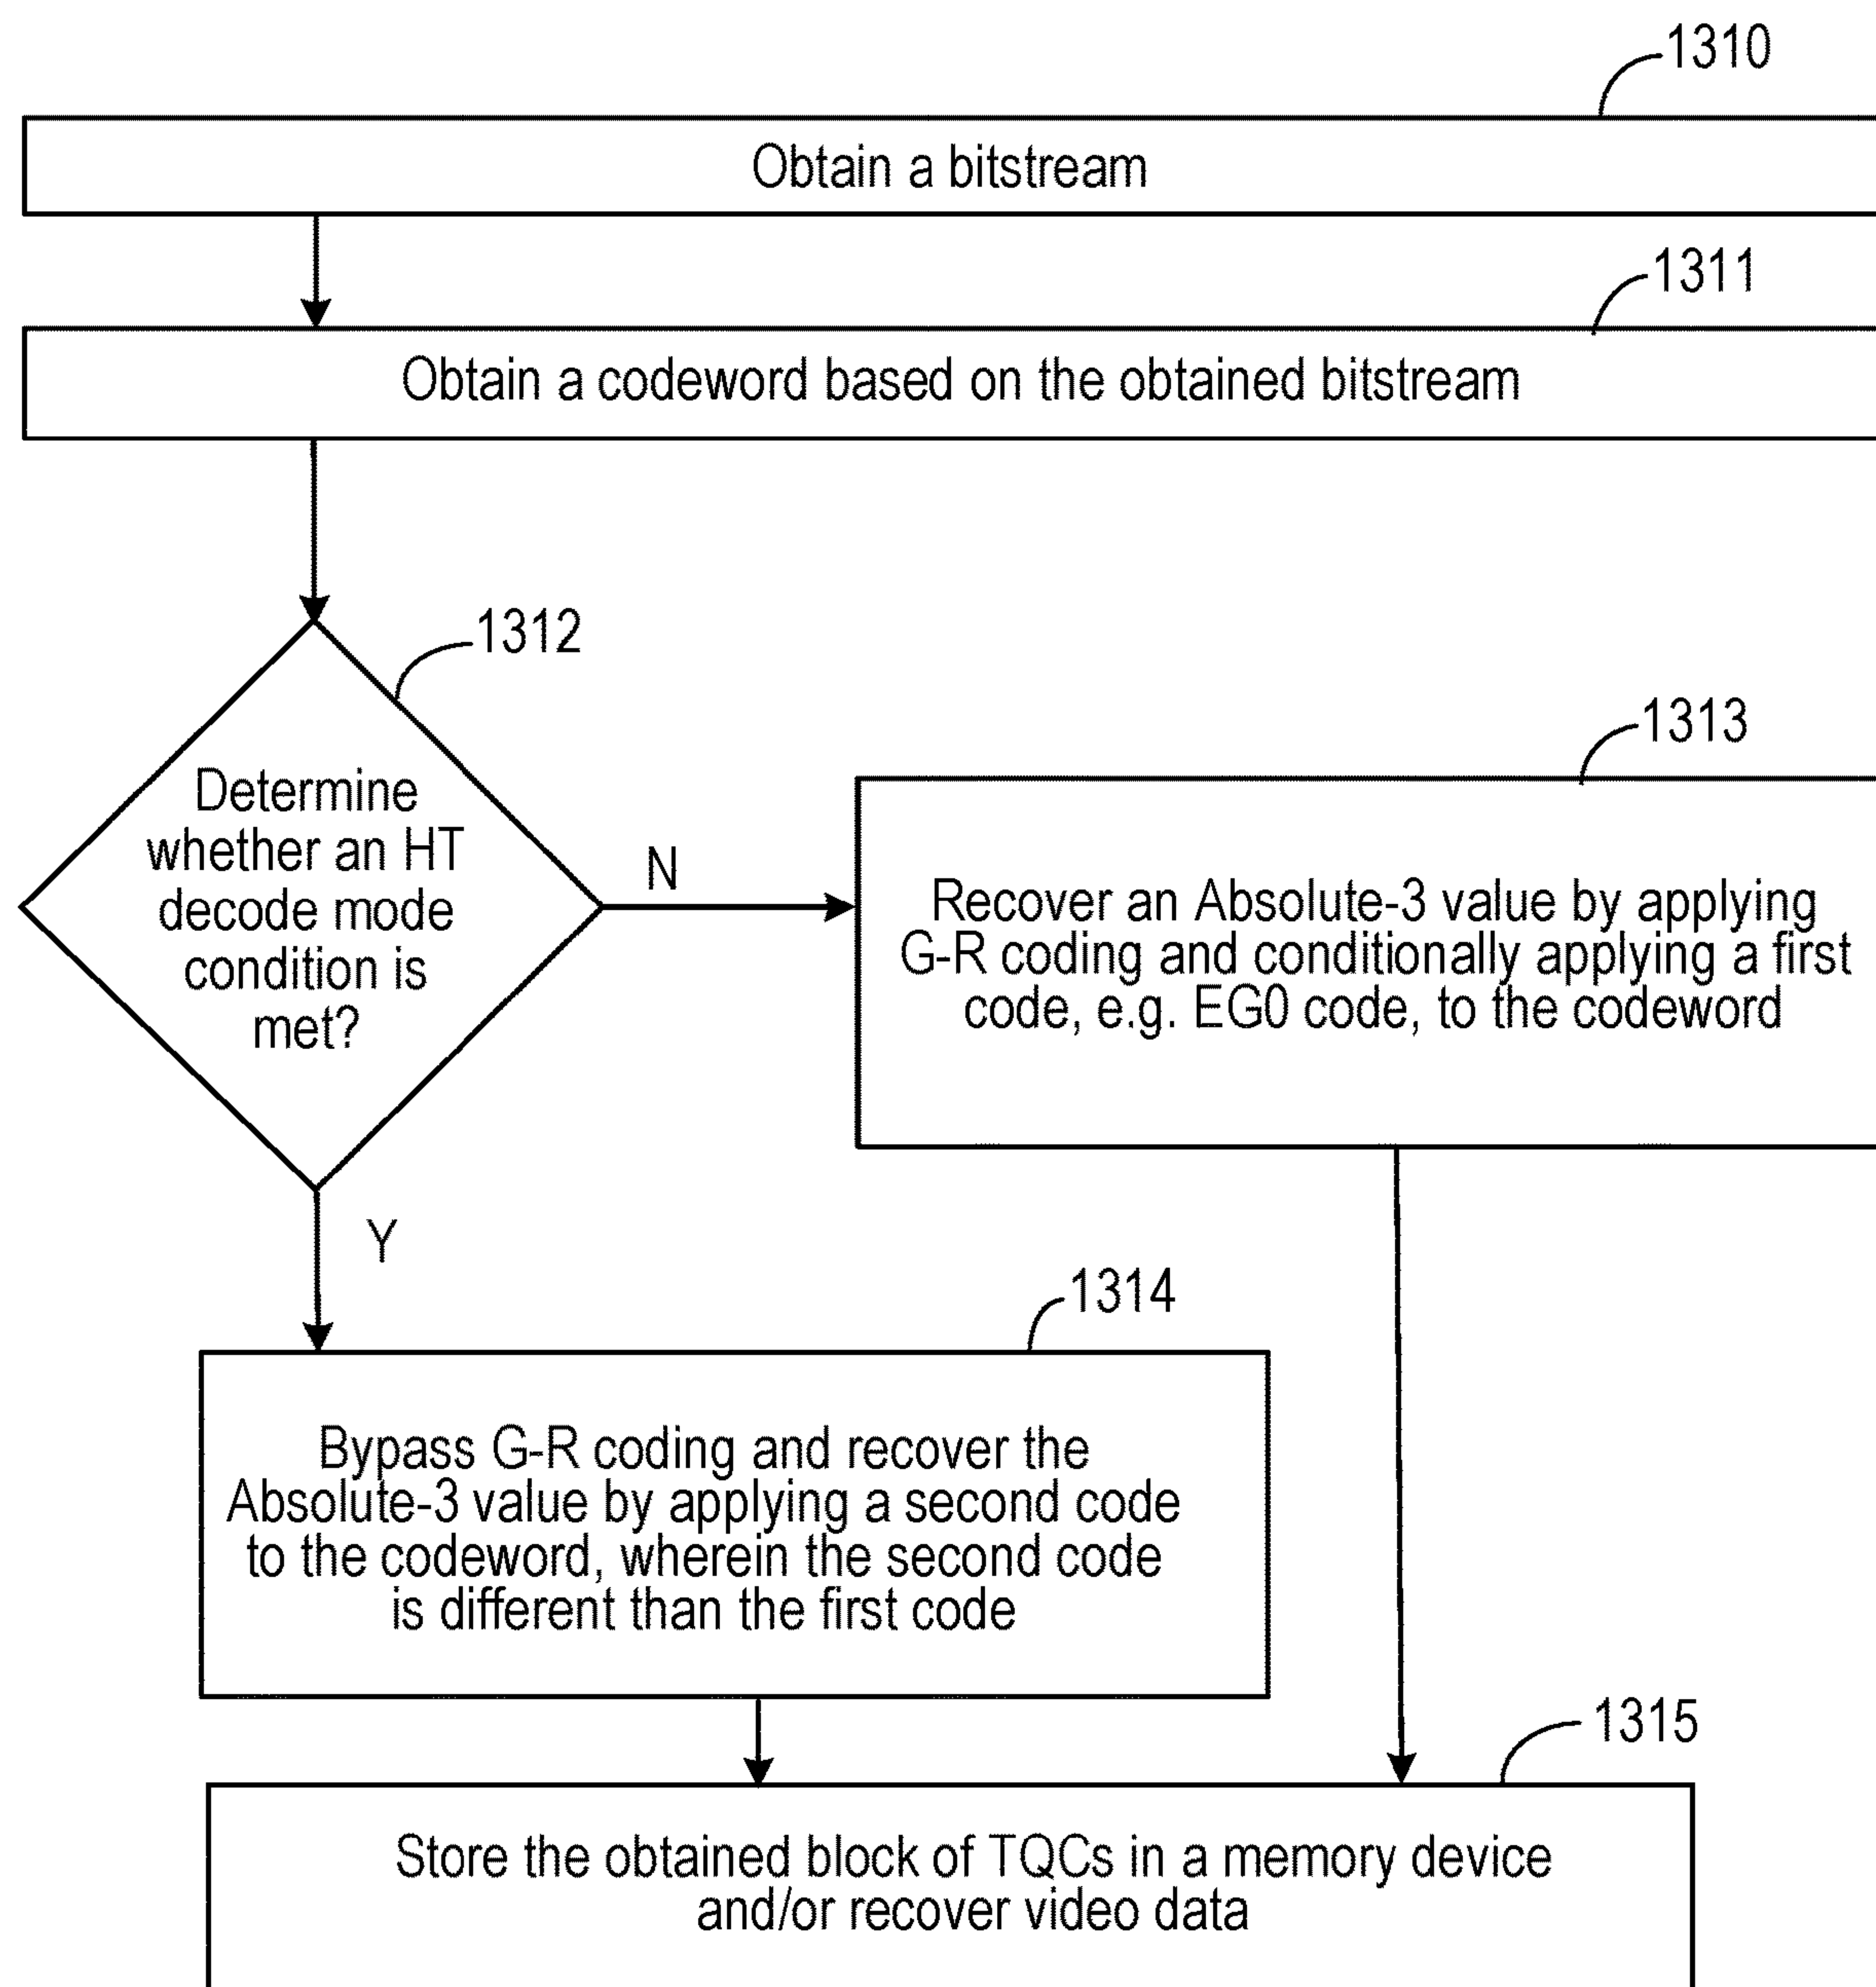 1310
Obtain a bitstream
1311
Obtain a codeword based on the obtained bitstream
1312
Determine
whether an HT
decode mode
condition is
met?
N
1313
Recover an Absolute-3 value by applying
G-R coding and conditionally applying a first
code, e.g. EG0 code, to the codeword
Y
1314
Bypass G-R coding and recover the
Absolute-3 value by applying a second code
to the codeword, wherein the second code
is different than the first code
1315
Store the obtained block of TQCs in a memory device
and/or recover video data